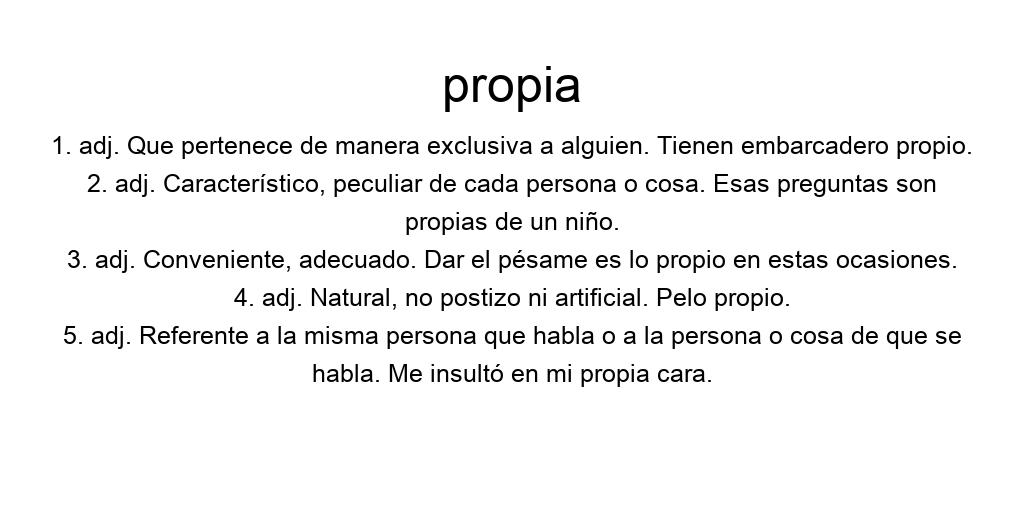 propia
1. adj. Que pertenece de manera exclusiva a alguien. Tienen embarcadero propio.
2. adj. Característico, peculiar de cada persona o cosa. Esas preguntas son
propias de un niño.
3. adj. Conveniente, adecuado. Dar el pésame es lo propio en estas ocasiones.
4. adj. Natural, no postizo ni artificial. Pelo propio.
5. adj. Referente a la misma persona que habla o a la persona o cosa de que se
habla. Me insultó en mi propia cara.